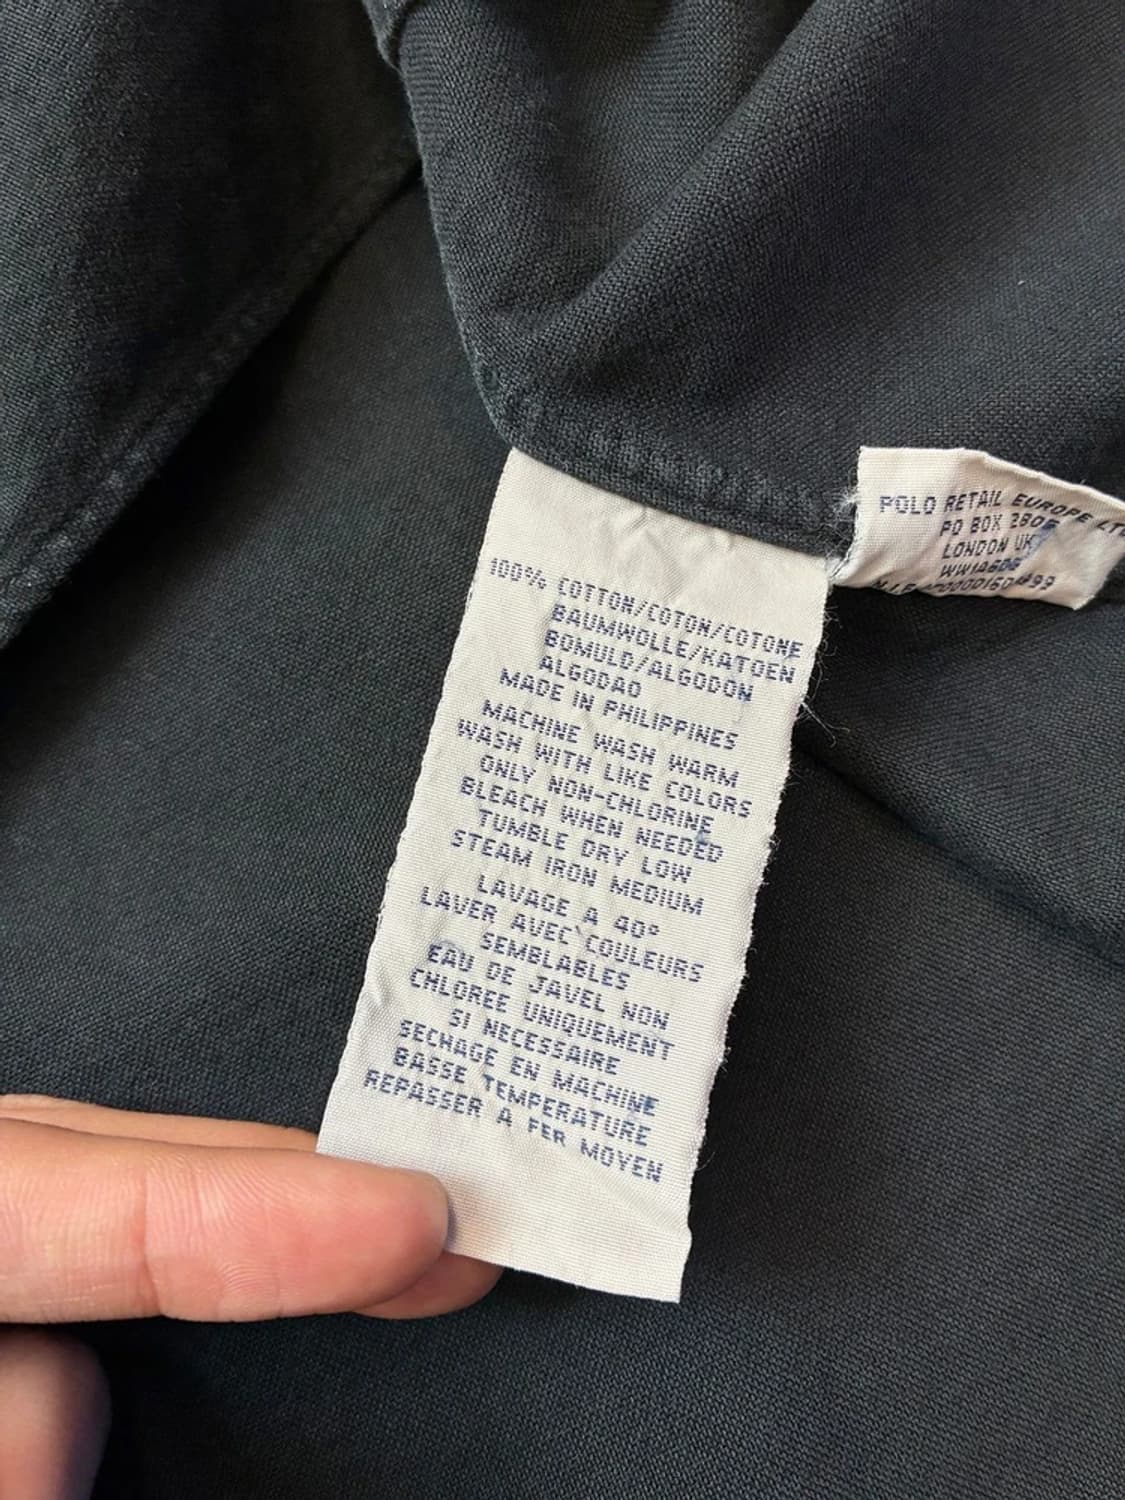 100% COTTON/COTON/COTONE
BAUMWOLLE/KATOEN
BOMULD/ALGODON
ALGODAO
MADE IN PHILIPPINES
MACHINE WASH WARM
WASH WITH LIKE COLORS
ONLY NON-CHLORINE
BLEACH WHEN NEEDED
TUMBLE DRY LOW
STEAM IRON MEDIUM
LAVAGE A 40°
LAVER AVEC COULEURS
SEMBLABLES
EAU DE JAVEL NON
CHLOREE UNIQUEMENT
SI NECESSAIRE
SECHAGE EN MACHINE
BASSE TEMPERATURE
REPASSER A FER MOYEN
POLO RETAIL EUROPE
PO BOX
LONDON UK